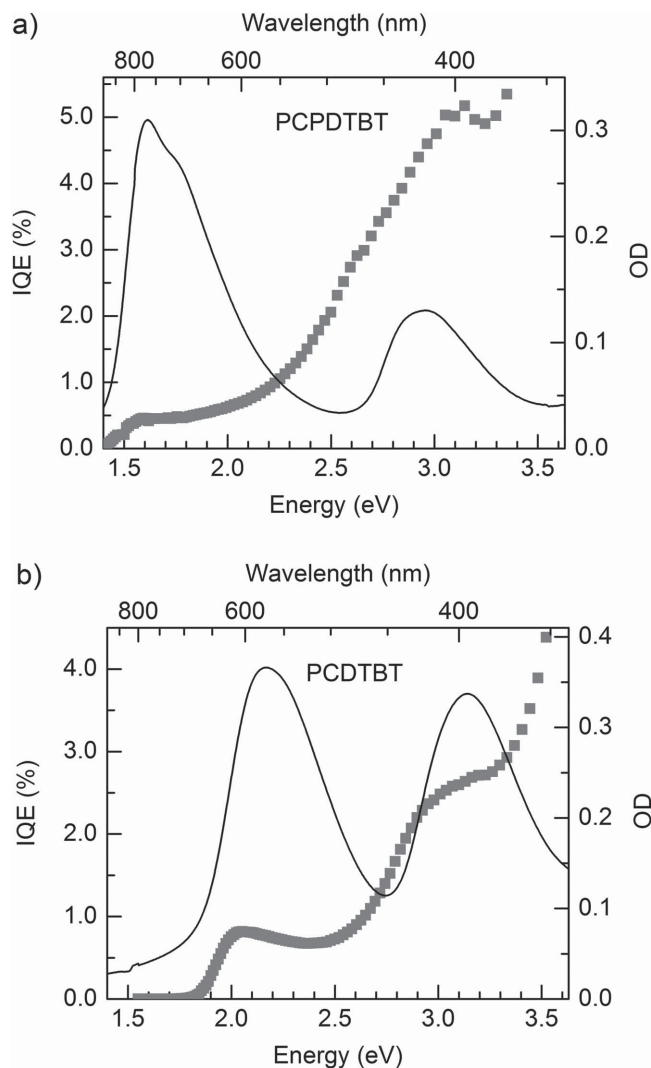 a)
Wavelength (nm)
800 600 400
PCPDTBT
5.0
4.0
3.0
2.0
1.0
0.0
IQE (%)
0.3
0.2
0.1
0.0
OD
1.5 2.0 2.5 3.0 3.5
Energy (eV)
b)
Wavelength (nm)
800 600 400
PCDTBT
4.0
3.0
2.0
1.0
0.0
IQE (%)
0.4
0.3
0.2
0.1
0.0
OD
1.5 2.0 2.5 3.0 3.5
Energy (eV)